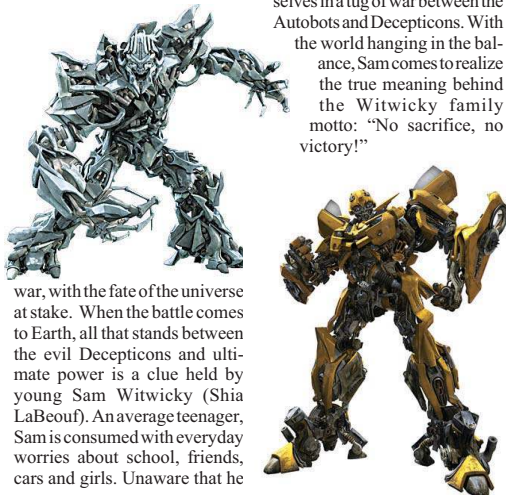 war, with the fate of the universe
at stake. When the battle comes
to Earth, all that stands between
the evil Decepticons and ulti-
mate power is a clue held by
young Sam Witwicky (Shia
LaBeouf). An average teenager,
Sam is consumed with everyday
worries about school, friends,
cars and girls. Unaware that he
selves in a tug of war between the
Autobots and Decepticons. With
the world hanging in the bal-
ance, Sam comes to realize
the true meaning behind
the Witwicky family
motto: “No sacrifice, no
victory!”